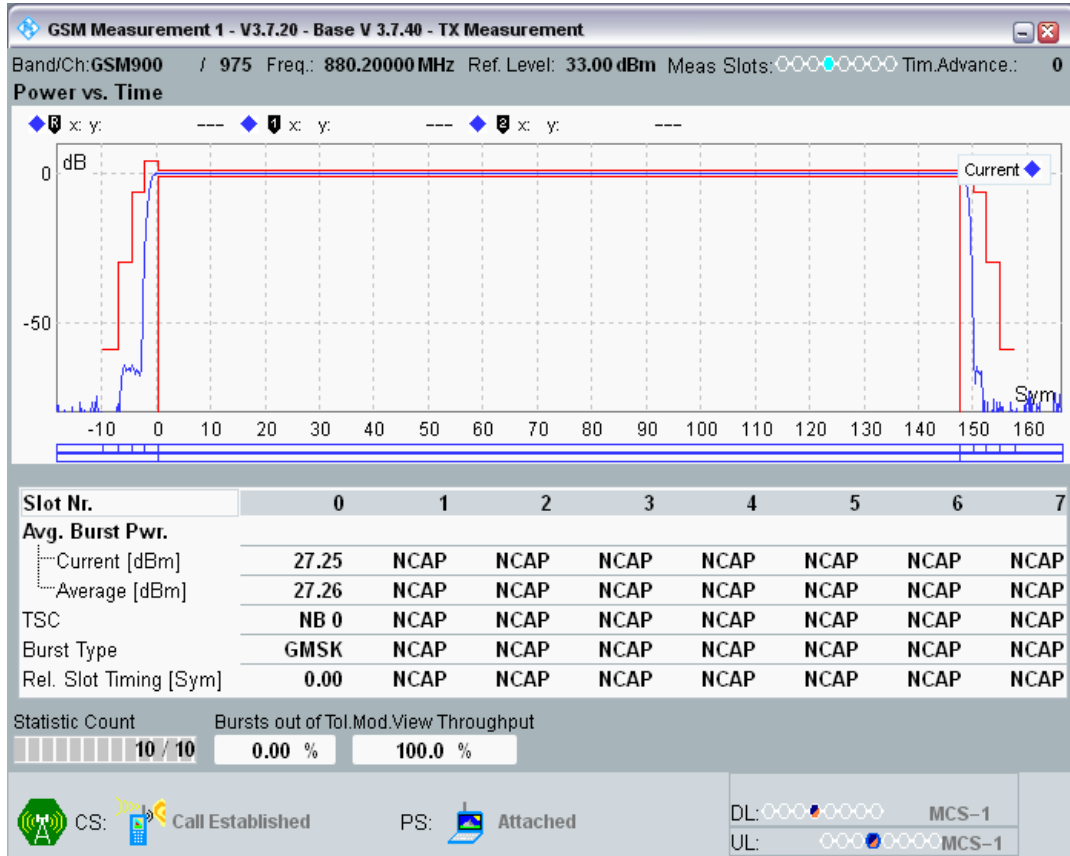 GSM Measurement 1 - V3.7.20 - Base V 3.7.40 - TX Measurement
Band/Ch:GSM900 / 975 Freq.: 880.20000 MHz Ref. Level: 33.00 dBm Meas Slots: Tim.Advance.: 0
Power vs. Time
R x: y: --- 1 x: y: --- 2 x: y: ---
dB
Current
0
-50
Sym
-10 0 10 20 30 40 50 60 70 80 90 100 110 120 130 140 150 160
Slot Nr. 0 1 2 3 4 5 6 7
Avg. Burst Pwr.
Current [dBm] 27.25 NCAP NCAP NCAP NCAP NCAP NCAP NCAP
Average [dBm] 27.26 NCAP NCAP NCAP NCAP NCAP NCAP NCAP
TSC NB 0 NCAP NCAP NCAP NCAP NCAP NCAP NCAP
Burst Type GMSK NCAP NCAP NCAP NCAP NCAP NCAP NCAP
Rel. Slot Timing [Sym] 0.00 NCAP NCAP NCAP NCAP NCAP NCAP NCAP
Statistic Count Bursts out of Tol. Mod.View Throughput
10 / 10 0.00 % 100.0 %
CS: Call Established PS: Attached
DL: MCS-1
UL: MCS-1